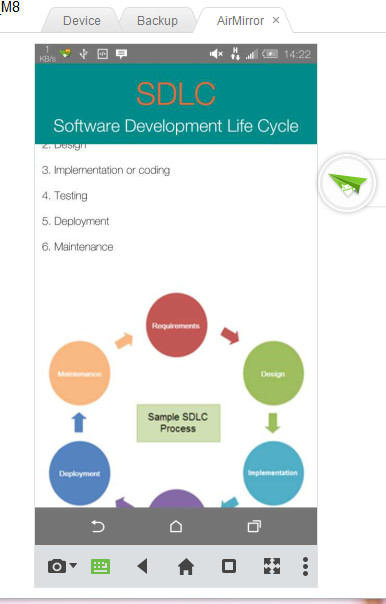 _M8
Device Backup AirMirror ×
1
KB/s H 14:22
SDLC
Software Development Life Cycle
2. Design
3. Implementation or coding
4. Testing
5. Deployment
6. Maintenance
Requirements
Maintenance
Design
Sample SDLC
Process
Deployment
Implementation